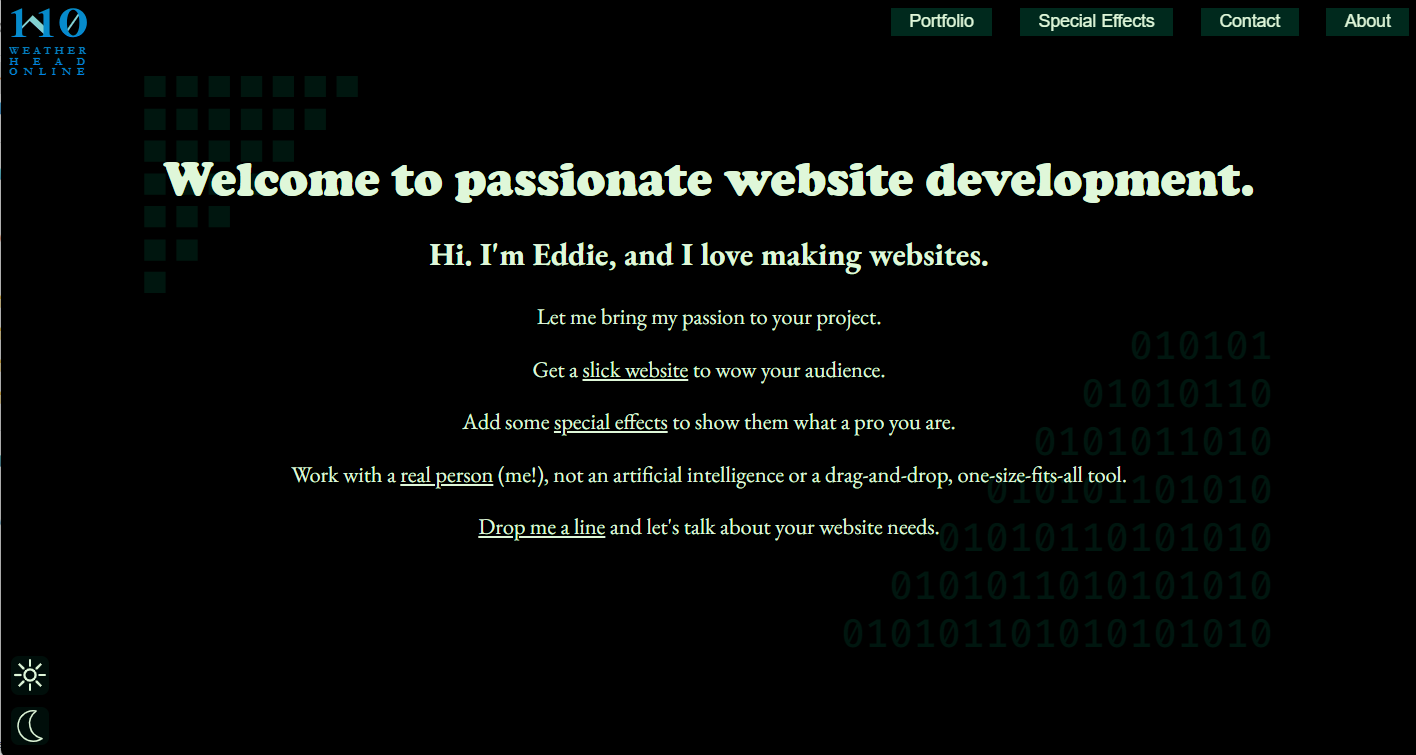 WO
WEATHER
HEAD
ONLINE
Portfolio Special Effects Contact About
Welcome to passionate website development.
Hi. I'm Eddie, and I love making websites.
Let me bring my passion to your project.
Get a slick website to wow your audience.
Add some special effects to show them what a pro you are.
Work with a real person (me!), not an artificial intelligence or a drag-and-drop, one-size-fits-all tool.
Drop me a line and let's talk about your website needs.
010101
01010110
0101011010
010101101010
01010110101010
0101011010101010
010101101010101010